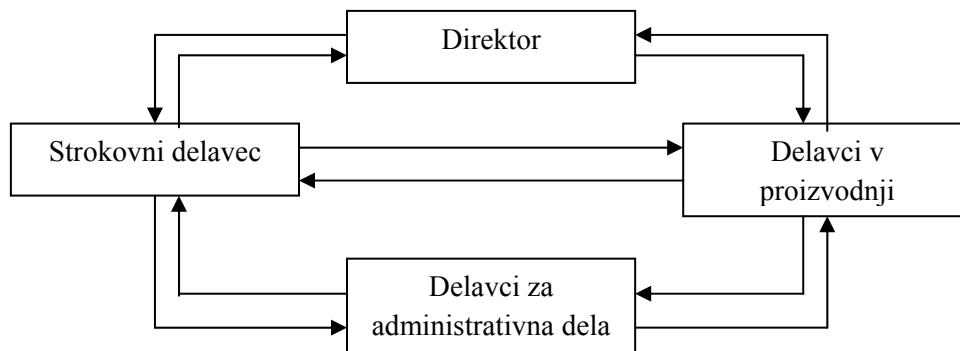 Direktor
Strokovni delavec
Delavci v
proizvodnji
Delavci za
administrativna dela